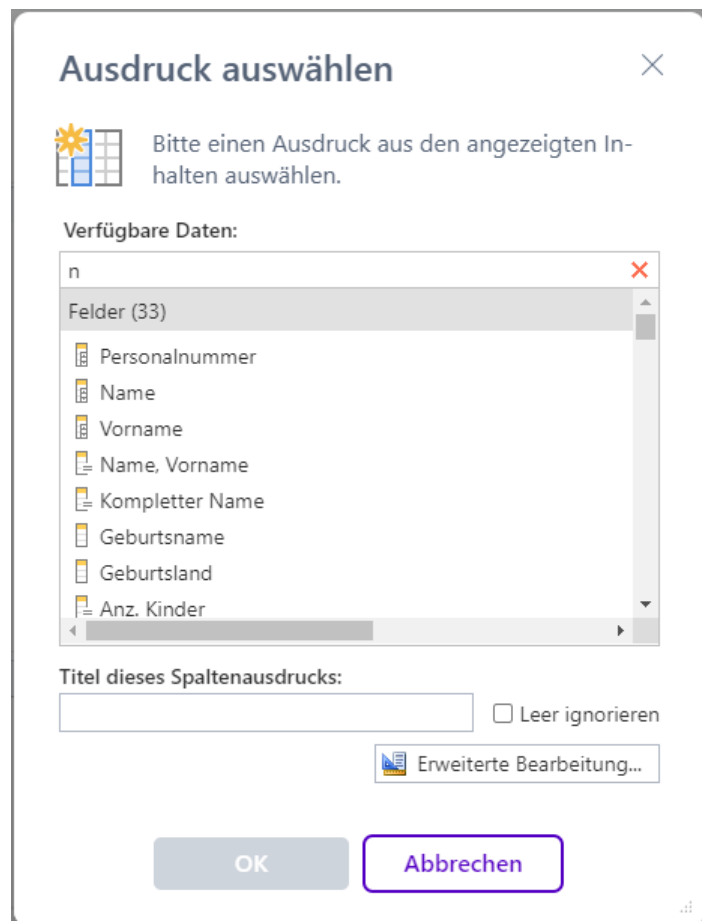 Ausdruck auswählen
Bitte einen Ausdruck aus den angezeigten In-
halten auswählen.
Verfügbare Daten:
n
Felder (33)
Personalnummer
Name
Vorname
Name, Vorname
Kompletter Name
Geburtsname
Geburtsland
Anz. Kinder
Titel dieses Spaltenausdrucks:
Leer ignorieren
Erweiterte Bearbeitung...
OK
Abbrechen